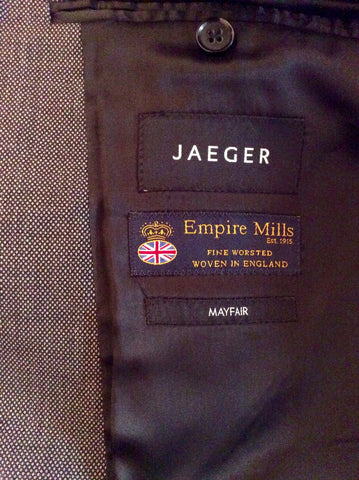 JAEGER
Empire Mills
Est. 1915
FINE WORSTED
WOVEN IN ENGLAND
MAYFAIR